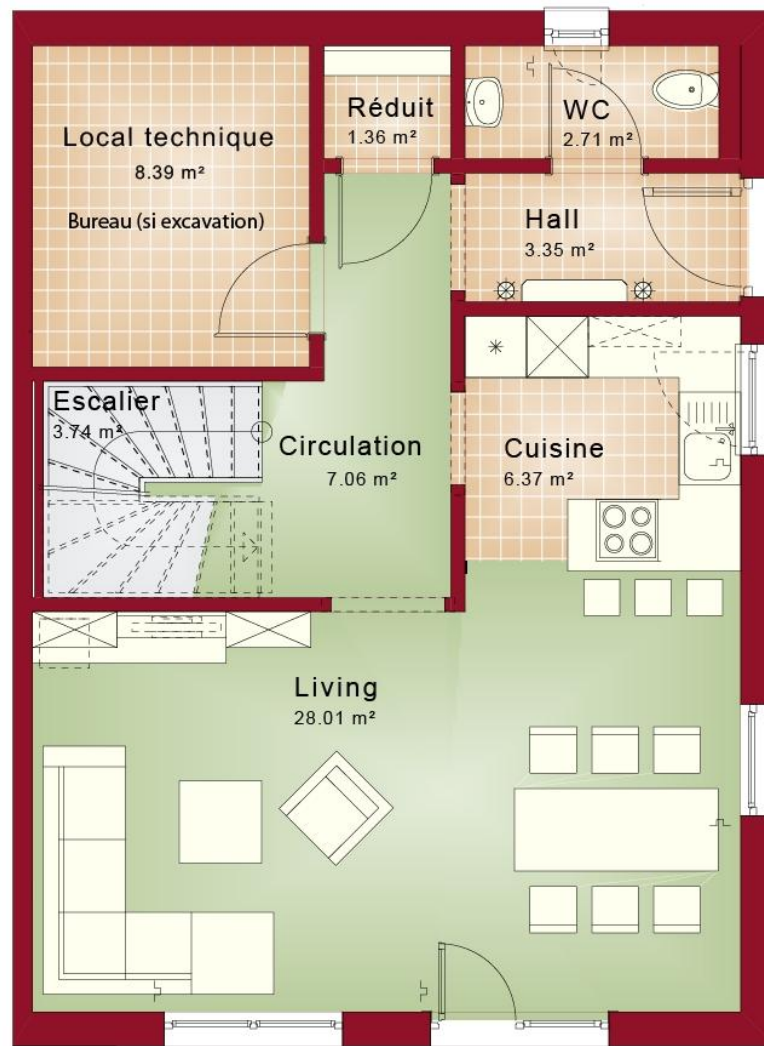 Local technique
8.39 m²
Bureau (si excavation)
Réduit
1.36 m²
WC
2.71 m²
Hall
3.35 m²
Escalier
3.74 m²
Circulation
7.06 m²
Cuisine
6.37 m²
Living
28.01 m²